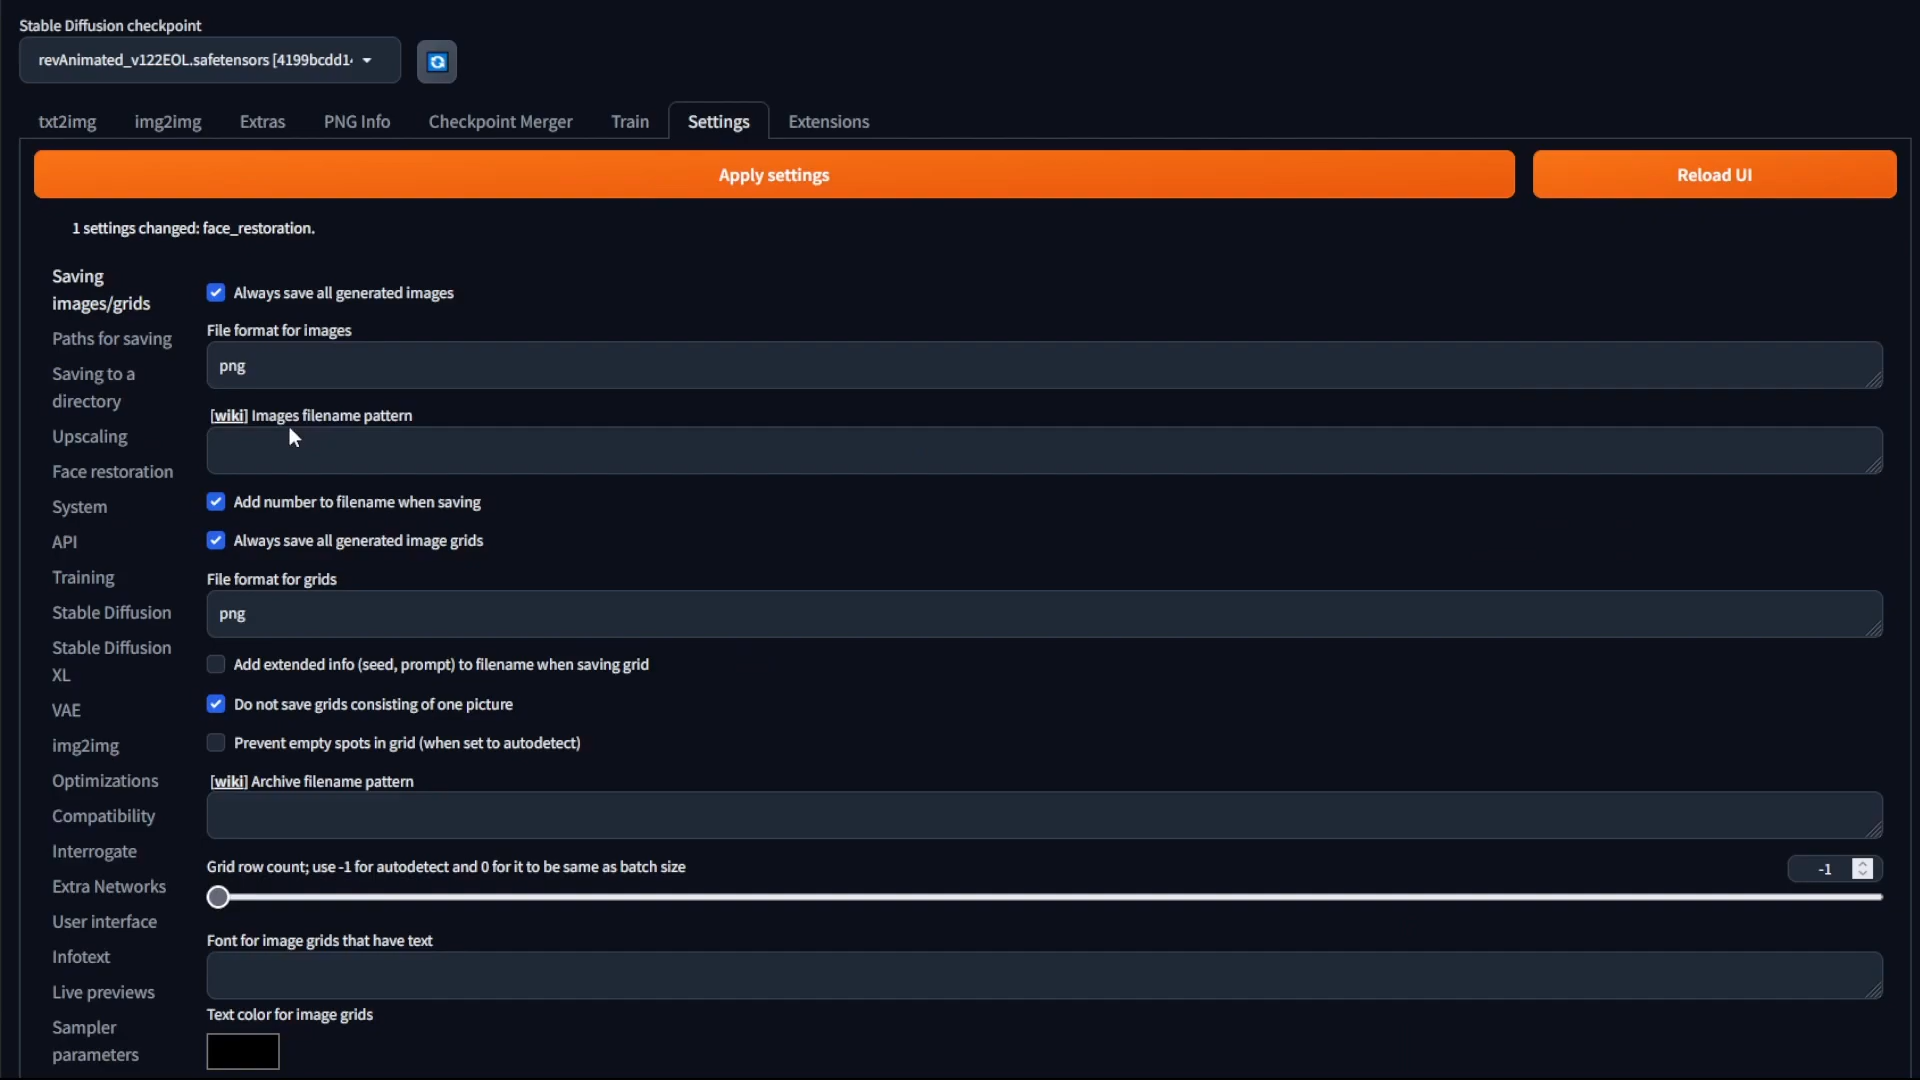 Stable Diffusion checkpoint
revAnimated_v122EOL.safetensors [4199bcdd14
txt2img img2img Extras PNG Info Checkpoint Merger Train Settings Extensions
Apply settings Reload UI
1 settings changed: face_restoration.
Saving
images/grids
Paths for saving
Saving to a
directory
Upscaling
Face restoration
System
API
Training
Stable Diffusion
Stable Diffusion
XL
VAE
img2img
Optimizations
Compatibility
Interrogate
Extra Networks
User interface
Infotext
Live previews
Sampler
parameters
Always save all generated images
File format for images
png
[wiki] Images filename pattern
Add number to filename when saving
Always save all generated image grids
File format for grids
png
Add extended info (seed, prompt) to filename when saving grid
Do not save grids consisting of one picture
Prevent empty spots in grid (when set to autodetect)
[wiki] Archive filename pattern
Grid row count; use -1 for autodetect and 0 for it to be same as batch size
-1
Font for image grids that have text
Text color for image grids